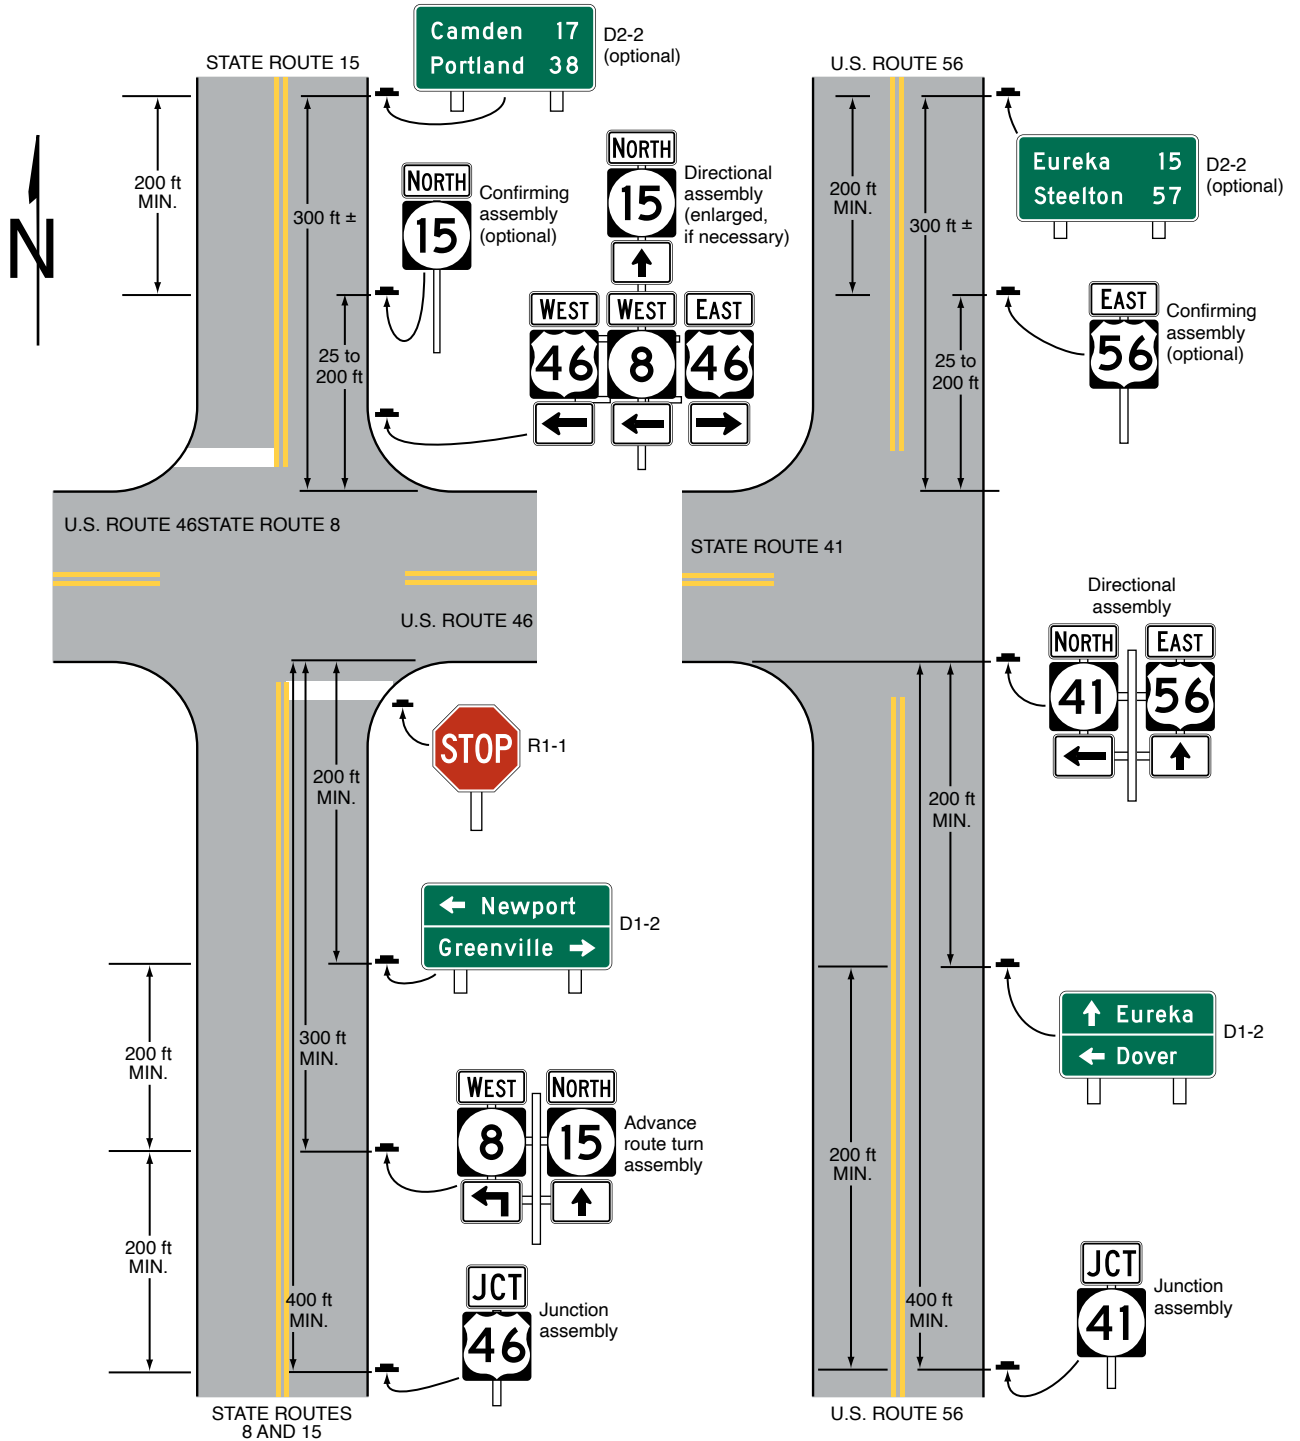 STATE ROUTE 15
Camden 17
Portland 38
D2-2
(optional)
200 ft
MIN.
300 ft ±
N
NORTH
15
Confirming
assembly
(optional)
NORTH
15
Directional
assembly
(enlarged,
if necessary)
WEST WEST EAST
46 8 46
25 to
200 ft
U.S. ROUTE 46STATE ROUTE 8
U.S. ROUTE 46
STOP
R1-1
200 ft
MIN.
Newport
Greenville
D1-2
200 ft
MIN.
300 ft
MIN.
WEST NORTH
8 15
Advance
route turn
assembly
200 ft
MIN.
400 ft
MIN.
JCT
46
Junction
assembly
STATE ROUTES
8 AND 15
U.S. ROUTE 56
Eureka 15
Steelton 57
D2-2
(optional)
200 ft
MIN.
300 ft ±
EAST
56
Confirming
assembly
(optional)
25 to
200 ft
STATE ROUTE 41
Directional
assembly
NORTH EAST
41 56
200 ft
MIN.
Eureka
Dover
D1-2
200 ft
MIN.
400 ft
MIN.
JCT
41
Junction
assembly
U.S. ROUTE 56